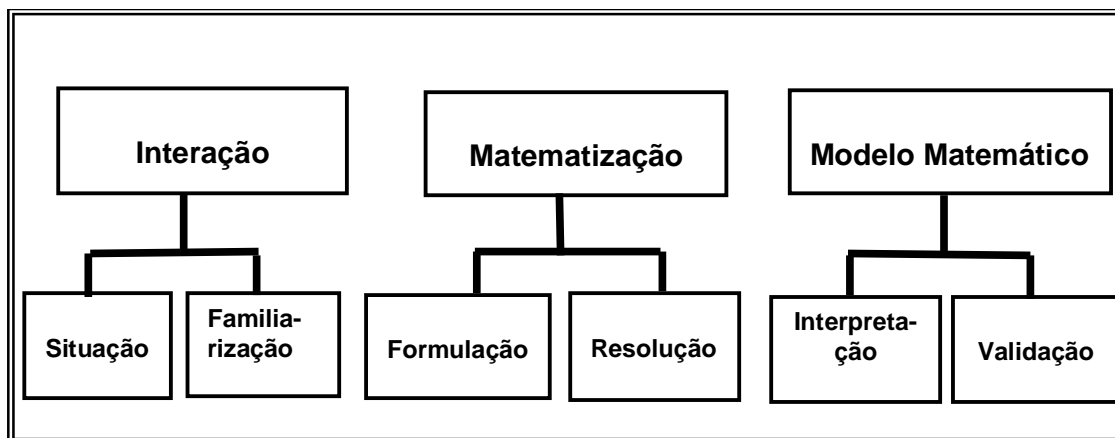 Interação
Matematização
Modelo Matemático
Situação
Familia-
rização
Formulação
Resolução
Interpreta-
ção
Validação